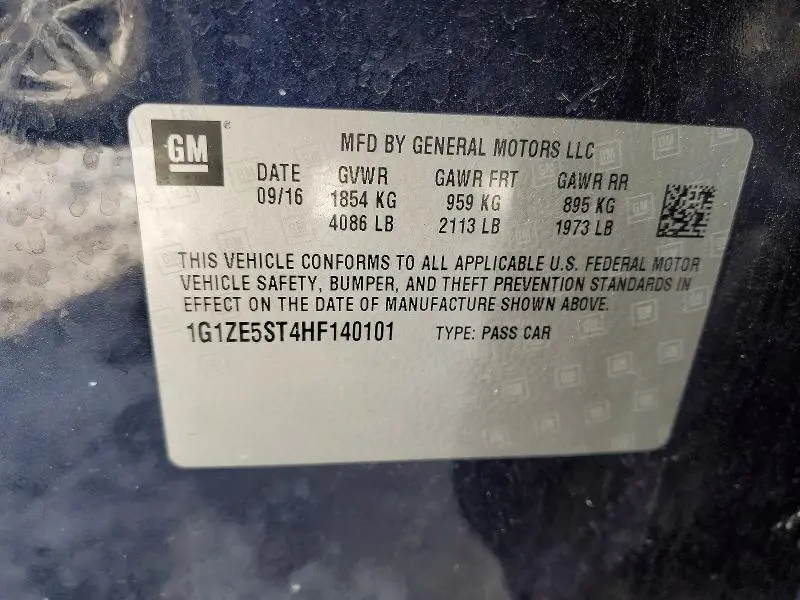 GM
MFD BY GENERAL MOTORS LLC
DATE GVWR GAWR FRT GAWR RR
09/16 1854 KG 959 KG 895 KG
4086 LB 2113 LB 1973 LB
THIS VEHICLE CONFORMS TO ALL APPLICABLE U.S. FEDERAL MOTOR
VEHICLE SAFETY, BUMPER, AND THEFT PREVENTION STANDARDS IN
EFFECT ON THE DATE OF MANUFACTURE SHOWN ABOVE.
1G1ZE5ST4HF140101 TYPE: PASS CAR